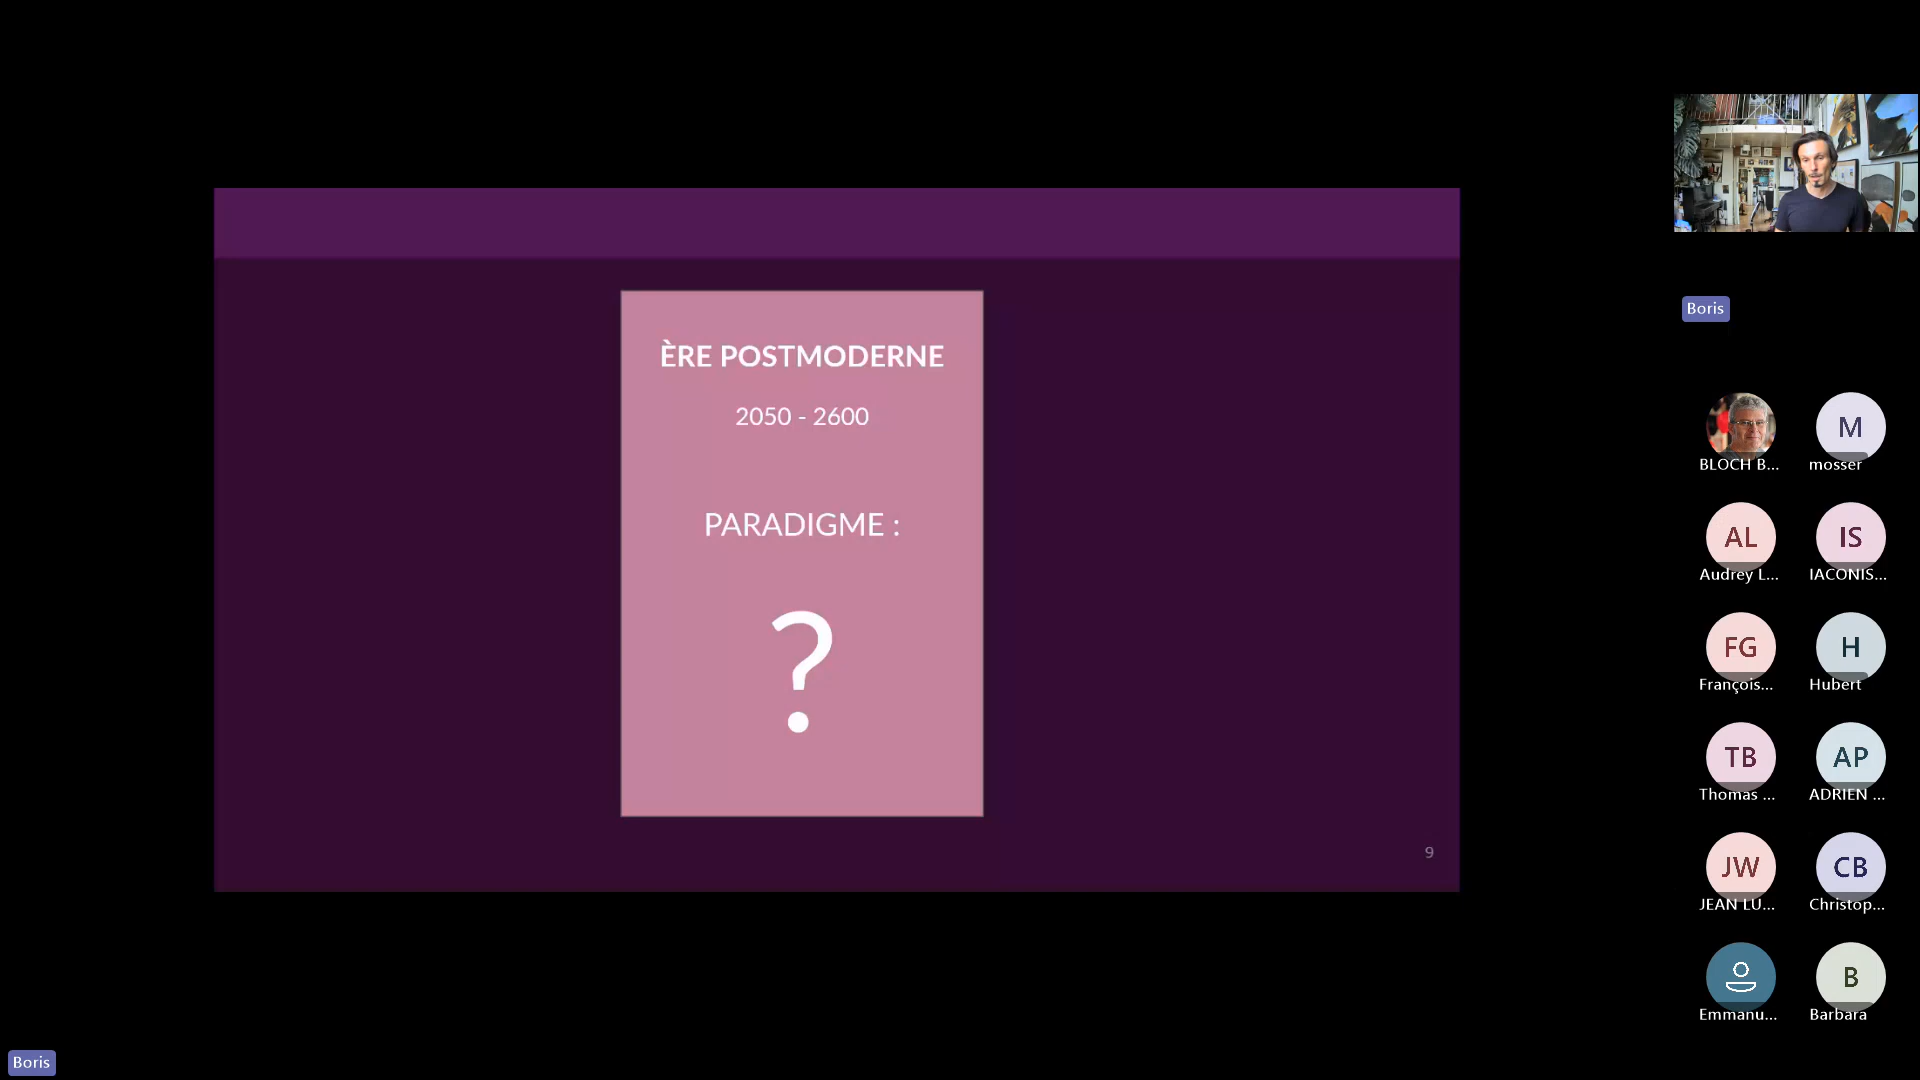 ÈRE POSTMODERNE
2050 - 2600
PARADIGME :
?
9
Boris
BLOCH B...
M
mosser
AL
Audrey L...
IS
IACONIS...
FG
François...
H
Hubert
TB
Thomas ...
AP
ADRIEN ...
JW
JEAN LU...
CB
Christop...
Emmanu...
B
Barbara
Boris